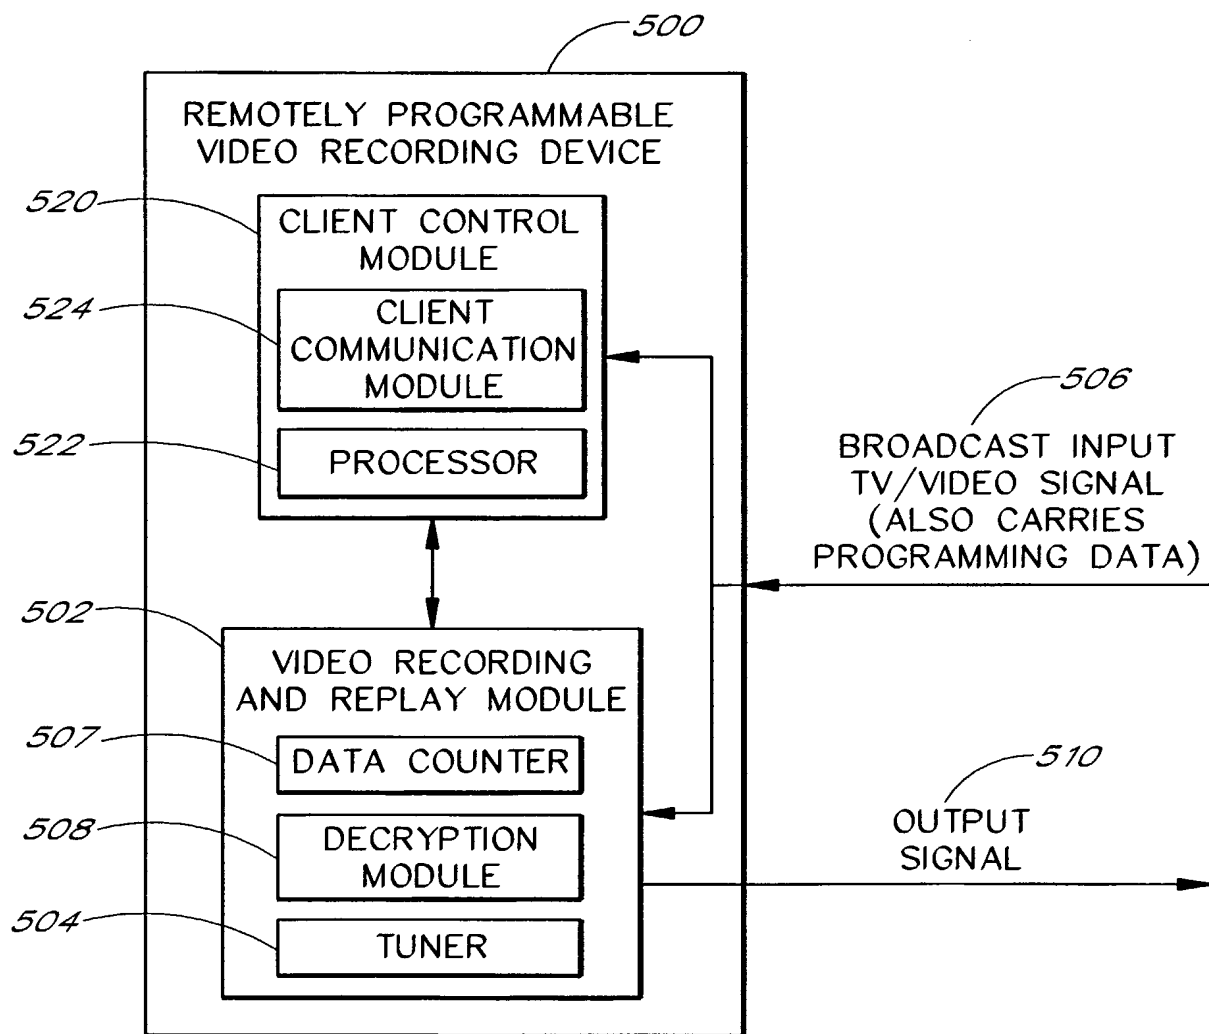 500
REMOTELY PROGRAMMABLE
VIDEO RECORDING DEVICE
520
CLIENT CONTROL
MODULE
524
CLIENT
COMMUNICATION
MODULE
522
PROCESSOR
506
BROADCAST INPUT
TV/VIDEO SIGNAL
(ALSO CARRIES
PROGRAMMING DATA)
502
VIDEO RECORDING
AND REPLAY MODULE
507
DATA COUNTER
508
DECRYPTION
MODULE
504
TUNER
510
OUTPUT
SIGNAL